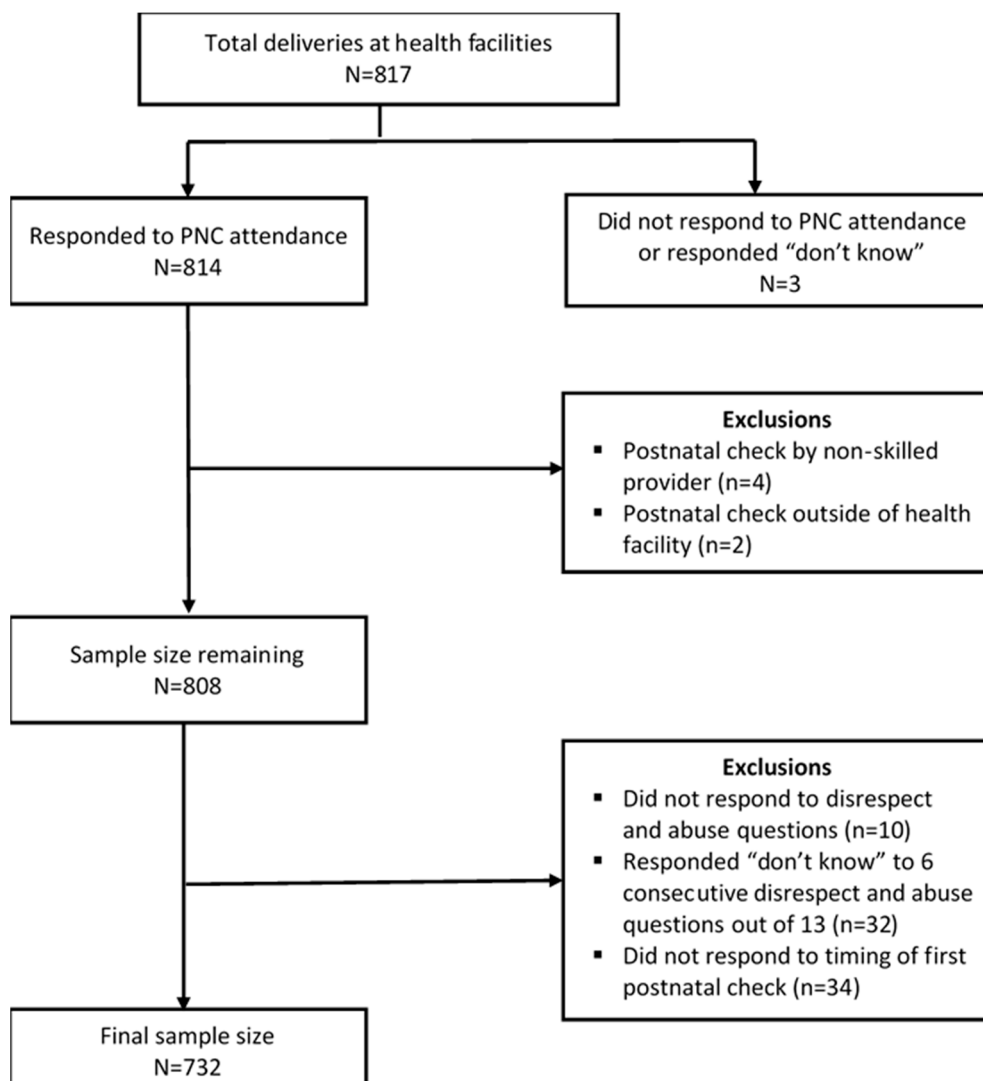 Total deliveries at health facilities
N=817
Responded to PNC attendance
N=814
Did not respond to PNC attendance
or responded “don’t know”
N=3
Exclusions
▪ Postnatal check by non-skilled
provider (n=4)
▪ Postnatal check outside of health
facility (n=2)
Sample size remaining
N=808
Exclusions
▪ Did not respond to disrespect
and abuse questions (n=10)
▪ Responded “don’t know” to 6
consecutive disrespect and abuse
questions out of 13 (n=32)
▪ Did not respond to timing of first
postnatal check (n=34)
Final sample size
N=732